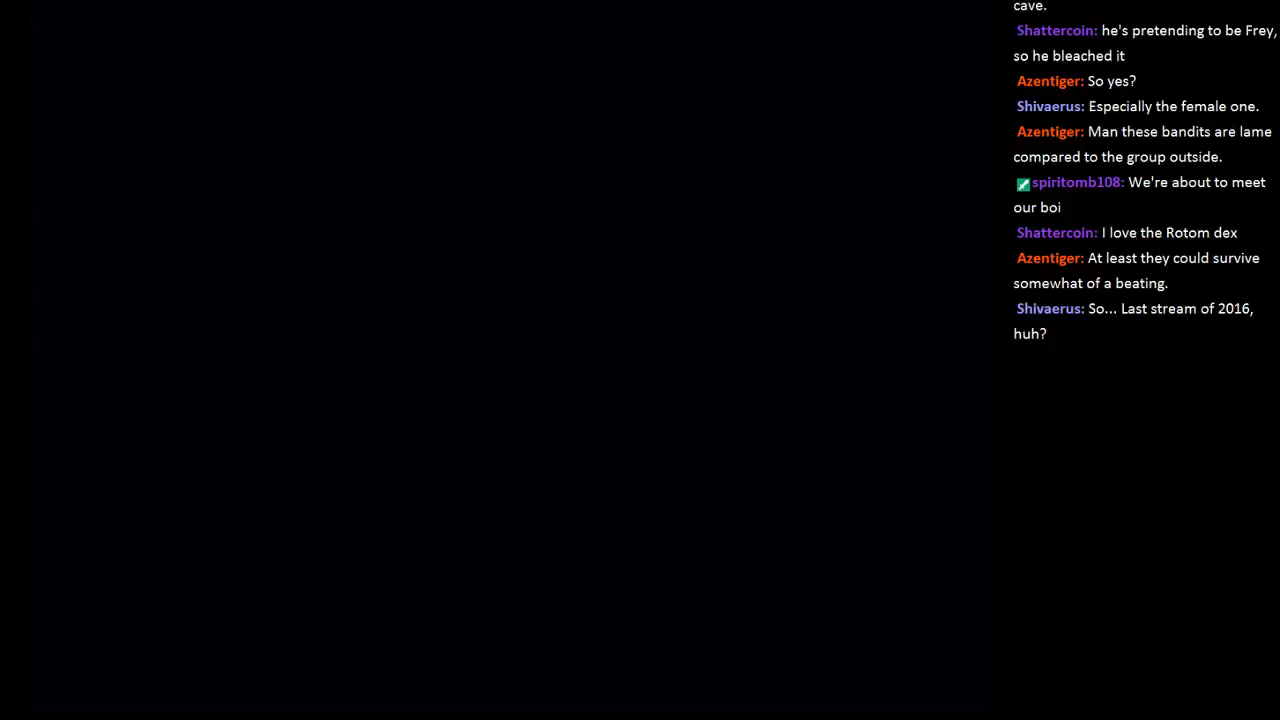 cave.
Shattercoin: he's pretending to be Frey,
so he bleached it
Azentiger: So yes?
Shivaerus: Especially the female one.
Azentiger: Man these bandits are lame
compared to the group outside.
spiritomb108: We're about to meet
our boi
Shattercoin: I love the Rotom dex
Azentiger: At least they could survive
somewhat of a beating.
Shivaerus: So... Last stream of 2016,
huh?